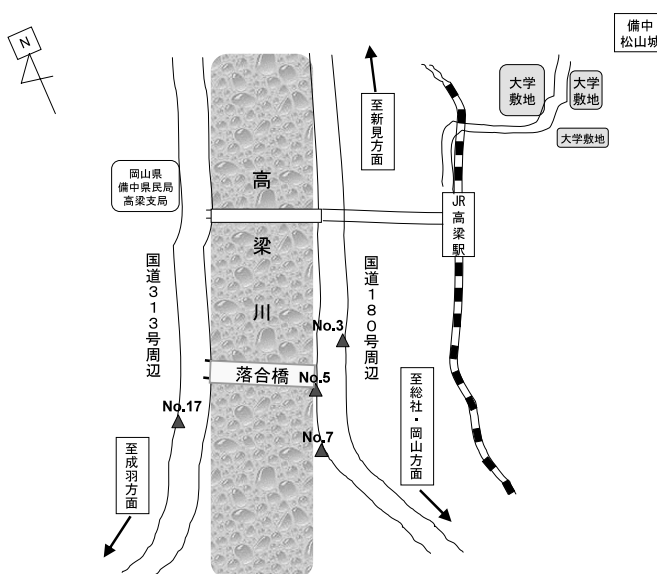 備中
松山城
N
大学
敷地
大学
敷地
大学敷地
至新見方面
岡山県
備中県民局
高梁支局
高梁川
JR
高梁駅
国道313号周辺
国道180号周辺
No.3
落合橋
No.5
No.17
No.7
至総社・岡山方面
至成羽方面